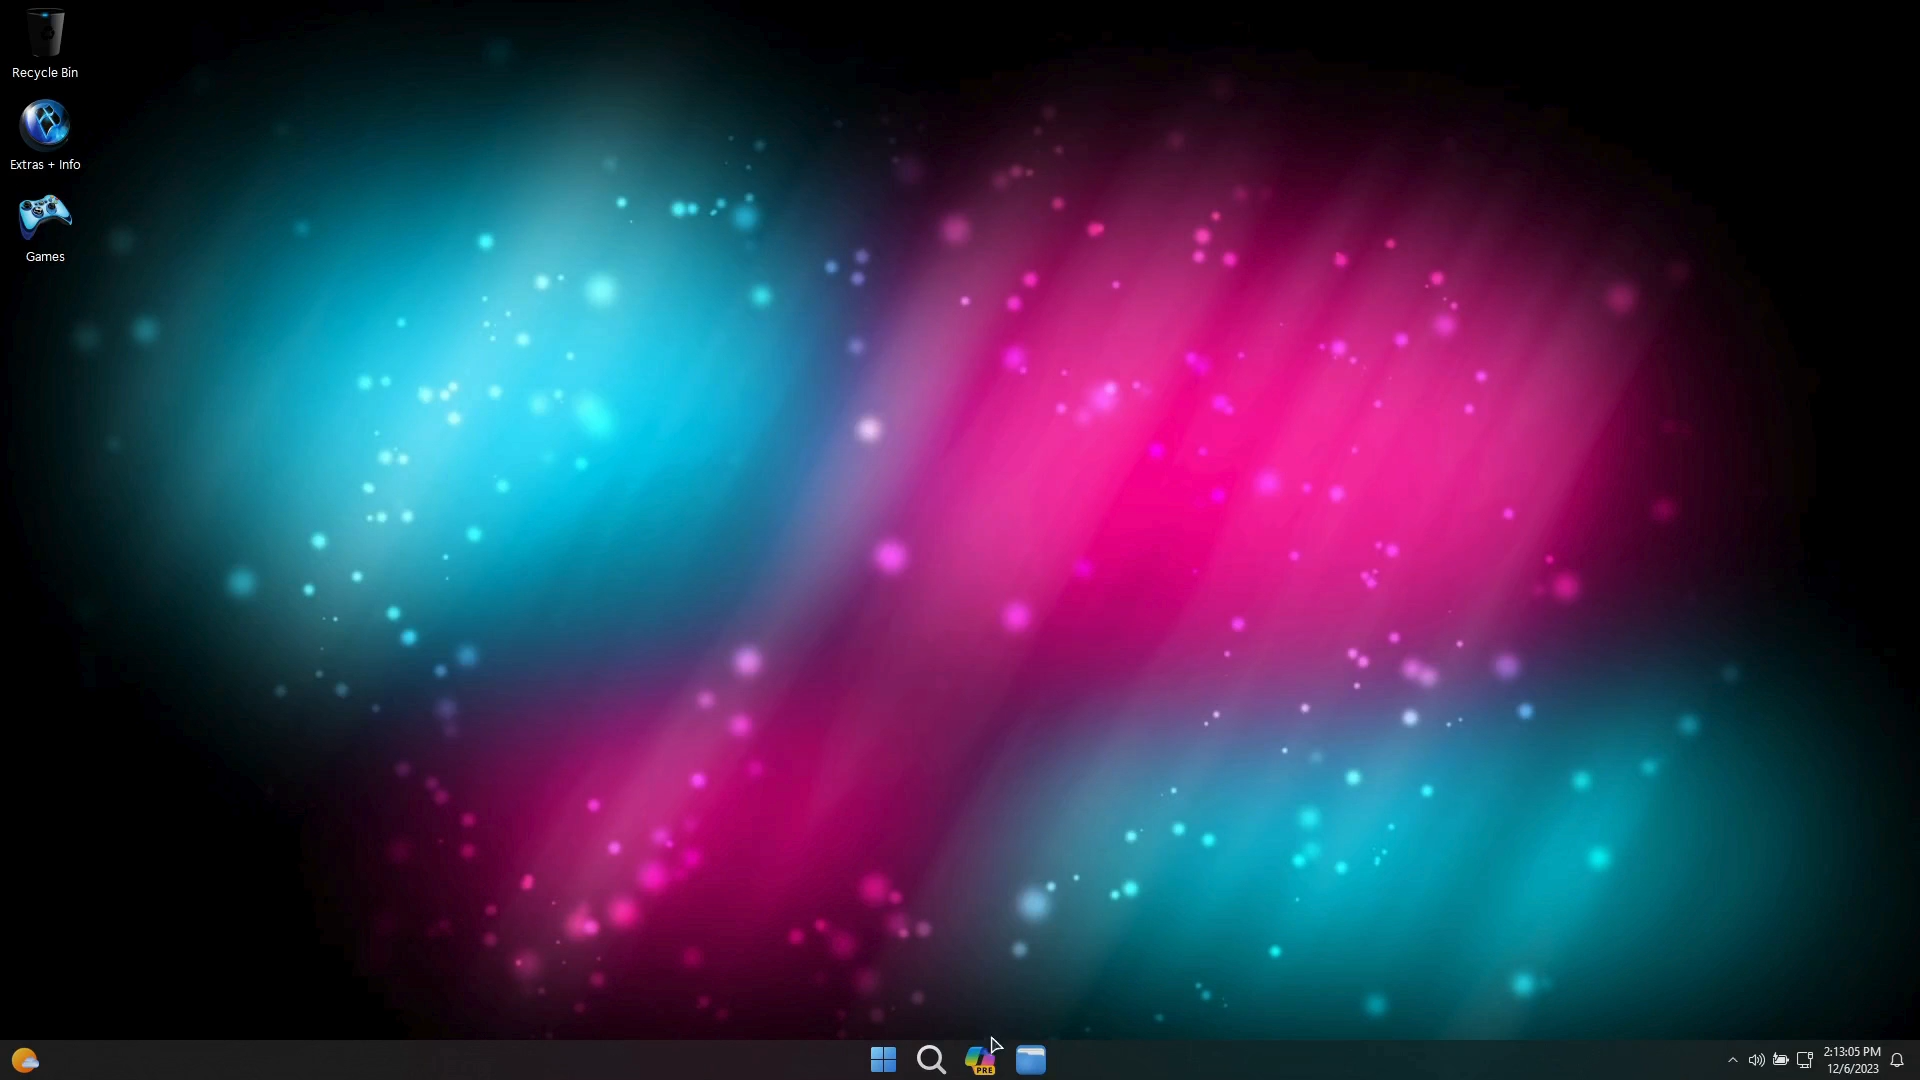 Recycle Bin
Extras + Info
Games
PRE
2:13:05 PM
12/6/2023